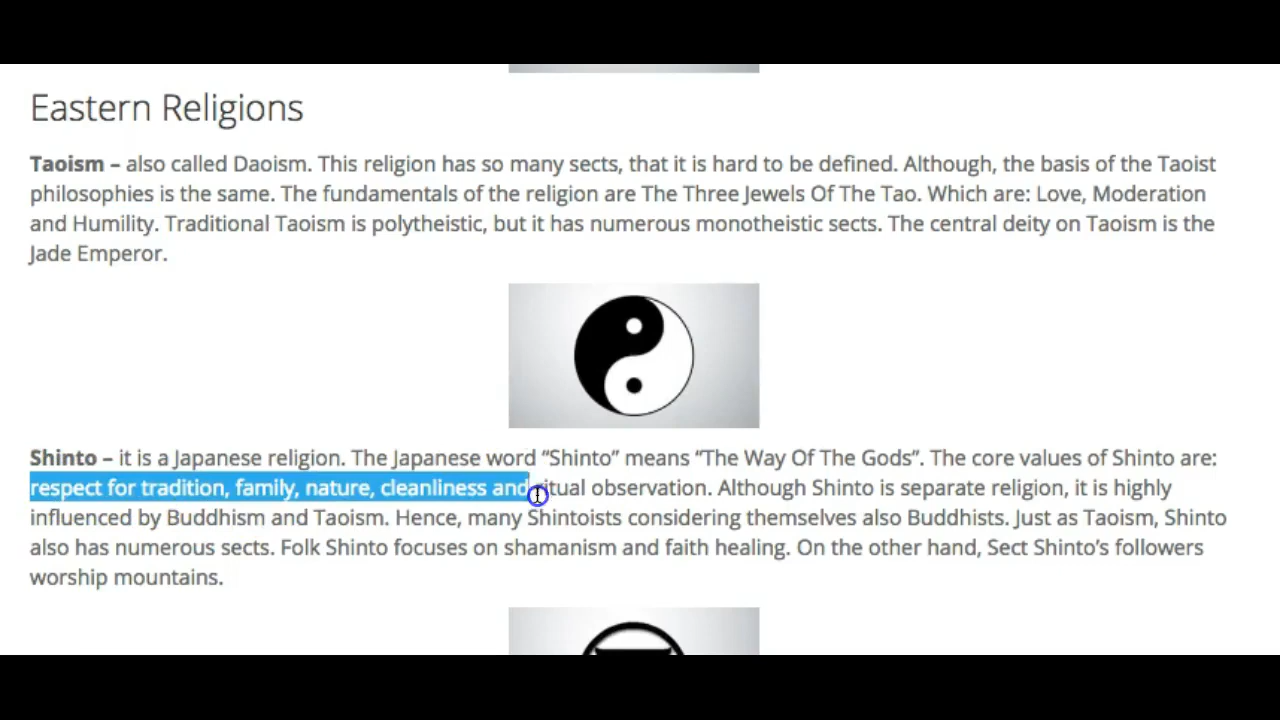 Eastern Religions
Taoism – also called Daoism. This religion has so many sects, that it is hard to be defined. Although, the basis of the Taoist
philosophies is the same. The fundamentals of the religion are The Three Jewels Of The Tao. Which are: Love, Moderation
and Humility. Traditional Taoism is polytheistic, but it has numerous monotheistic sects. The central deity on Taoism is the
Jade Emperor.
Shinto – it is a Japanese religion. The Japanese word “Shinto” means “The Way Of The Gods”. The core values of Shinto are:
respect for tradition, family, nature, cleanliness and ritual observation. Although Shinto is separate religion, it is highly
influenced by Buddhism and Taoism. Hence, many Shintoists considering themselves also Buddhists. Just as Taoism, Shinto
also has numerous sects. Folk Shinto focuses on shamanism and faith healing. On the other hand, Sect Shinto’s followers
worship mountains.